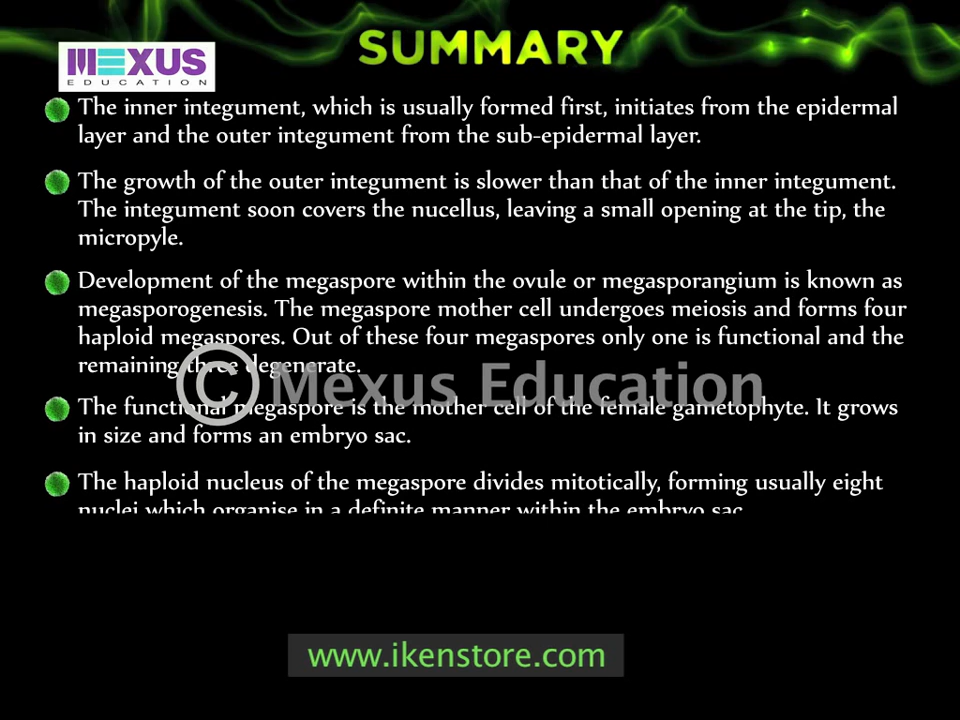 SUMMARY
MEXUS
EDUCATION
The inner integument, which is usually formed first, initiates from the epidermal
layer and the outer integument from the sub-epidermal layer.
The growth of the outer integument is slower than that of the inner integument.
The integument soon covers the nucellus, leaving a small opening at the tip, the
micropyle.
Development of the megaspore within the ovule or megasporangium is known as
megasporogenesis. The megaspore mother cell undergoes meiosis and forms four
haploid megaspores. Out of these four megaspores only one is functional and the
remaining three degenerate.
© Mexus Education
The functional megaspore is the mother cell of the female gametophyte. It grows
in size and forms an embryo sac.
The haploid nucleus of the megaspore divides mitotically, forming usually eight
nuclei which organise in a definite manner within the embryo sac
www.ikenstore.com